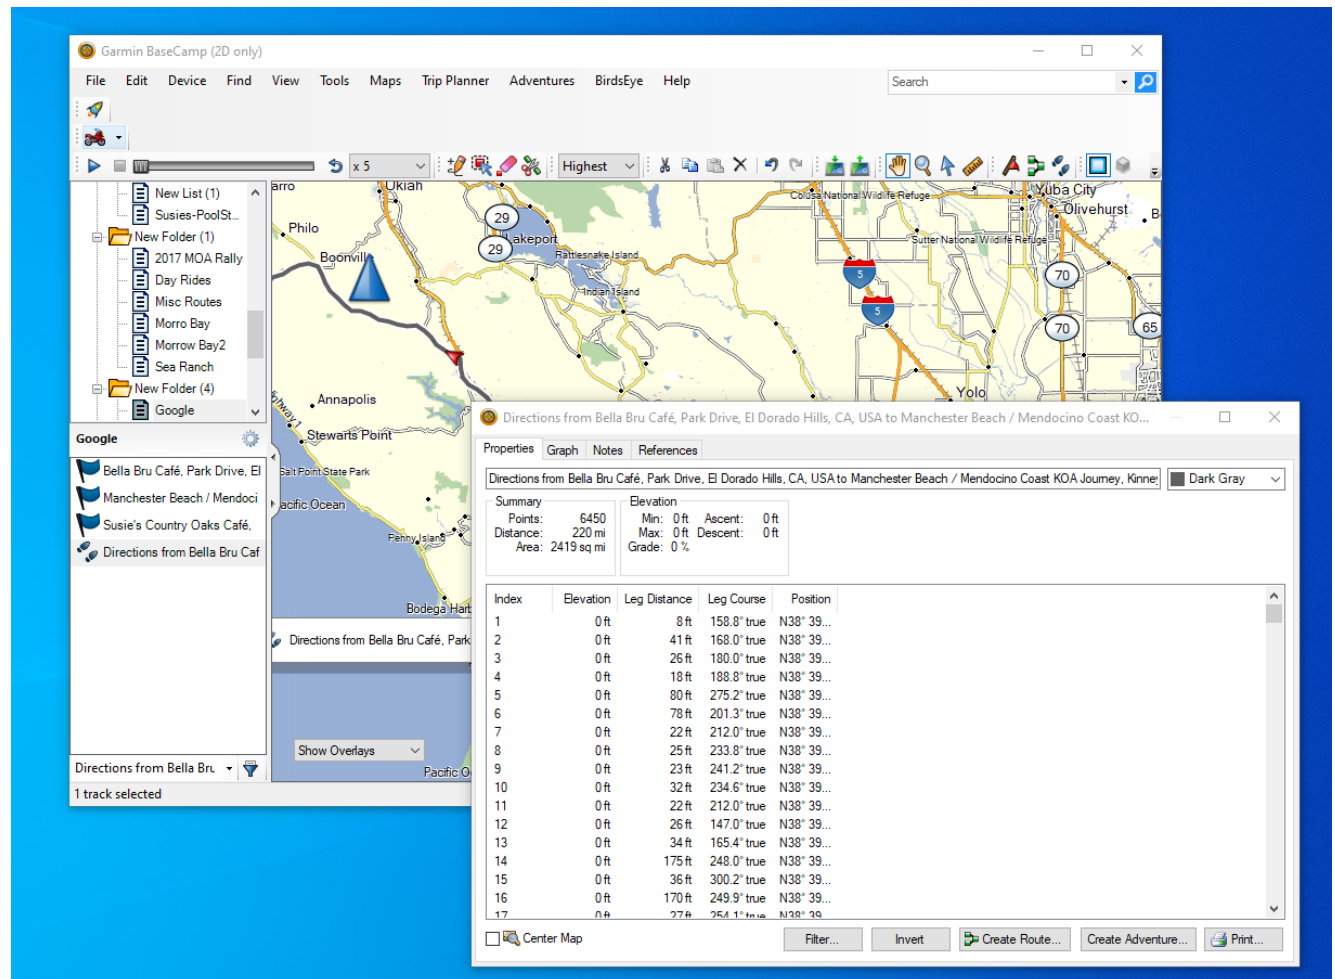 Garmin BaseCamp (2D only)
File Edit Device Find View Tools Maps Trip Planner Adventures BirdsEye Help
Search
x 5
Highest
New List (1)
Susies-PoolSt...
New Folder (1)
2017 MOA Rally
Day Rides
Misc Routes
Morro Bay
Morrow Bay2
Sea Ranch
New Folder (4)
Google
Google
Bella Bru Café, Park Drive, El
Manchester Beach / Mendoci
Susie's Country Oaks Café,
Directions from Bella Bru Caf
Directions from Bella Bru
1 track selected
arro
Ukiah
Philo
Boonville
29
29
Lakeport
Rattlesnake Island
Indian Island
Colusa National Wildlife Refuge
Sutter National Wildlife Refuge
Yuba City
Olivehurst
B
5
5
70
70
65
Yolo
Annapolis
Highway 1
Stewarts Point
Salt Point State Park
Pacific Ocean
Penny Island
Bodega Harb
Directions from Bella Bru Café, Park
Show Overlays
Pacific O
Directions from Bella Bru Café, Park Drive, El Dorado Hills, CA, USA to Manchester Beach / Mendocino Coast KO...
Properties Graph Notes References
Directions from Bella Bru Café, Park Drive, El Dorado Hills, CA, USA to Manchester Beach / Mendocino Coast KOA Journey, Kinney
Dark Gray
Summary
Points: 6450
Distance: 220 mi
Area: 2419 sq mi
Elevation
Min: 0 ft Ascent: 0 ft
Max: 0 ft Descent: 0 ft
Grade: 0 %
Index Elevation Leg Distance Leg Course Position
1 0 ft 8 ft 158.8° true N38° 39...
2 0 ft 41 ft 168.0° true N38° 39...
3 0 ft 26 ft 180.0° true N38° 39...
4 0 ft 18 ft 188.8° true N38° 39...
5 0 ft 80 ft 275.2° true N38° 39...
6 0 ft 78 ft 201.3° true N38° 39...
7 0 ft 22 ft 212.0° true N38° 39...
8 0 ft 25 ft 233.8° true N38° 39...
9 0 ft 23 ft 241.2° true N38° 39...
10 0 ft 32 ft 234.6° true N38° 39...
11 0 ft 22 ft 212.0° true N38° 39...
12 0 ft 26 ft 147.0° true N38° 39...
13 0 ft 34 ft 165.4° true N38° 39...
14 0 ft 175 ft 248.0° true N38° 39...
15 0 ft 36 ft 300.2° true N38° 39...
16 0 ft 170 ft 249.9° true N38° 39...
17 0 ft 27 ft 254.1° true N38° 39...
Center Map
Filter...
Invert
Create Route...
Create Adventure...
Print...